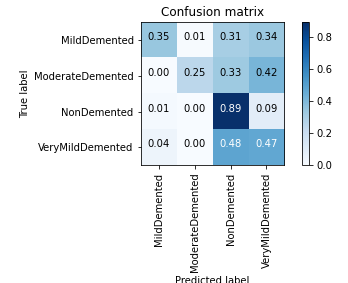 Confusion matrix
True label
MildDemented 0.35 0.01 0.31 0.34
ModerateDemented 0.00 0.25 0.33 0.42
NonDemented 0.01 0.00 0.89 0.09
VeryMildDemented 0.04 0.00 0.48 0.47
MildDemented
ModerateDemented
NonDemented
VeryMildDemented
Predicted label
0.8
0.6
0.4
0.2
0.0